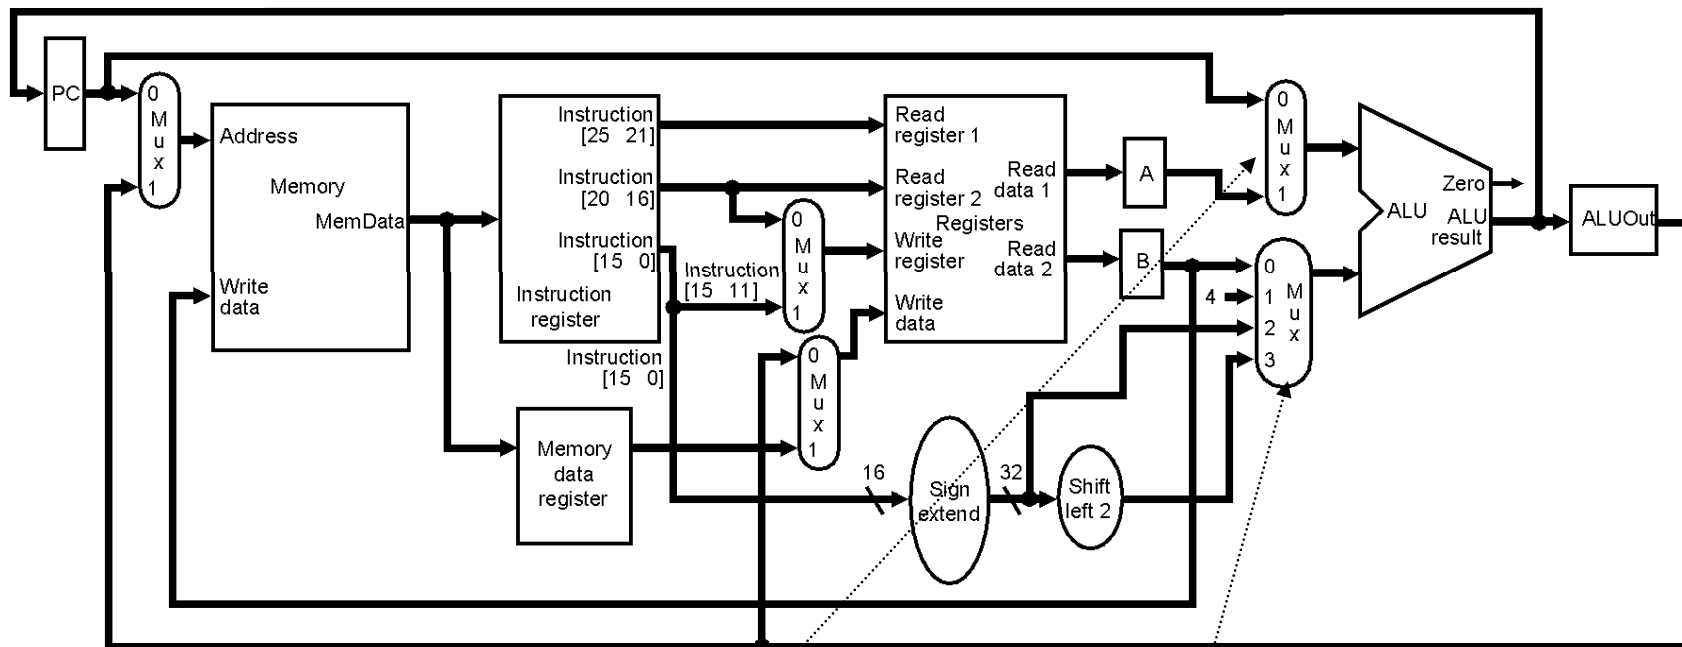 PC
0
M
u
x
1
Address
Memory
MemData
Write
data
Instruction
[25 21]
Instruction
[20 16]
Instruction
[15 0]
Instruction
register
Instruction
[15 11]
Instruction
[15 0]
Memory
data
register
0
M
u
x
1
0
M
u
x
1
Read
register 1
Read
register 2
Registers
Write
register
Write
data
Read
data 1
Read
data 2
16
Sign
extend
32
Shift
left 2
A
B
4
0
M
u
x
1
0
1
2
3
M
u
x
ALU
Zero
ALU
result
ALUOut